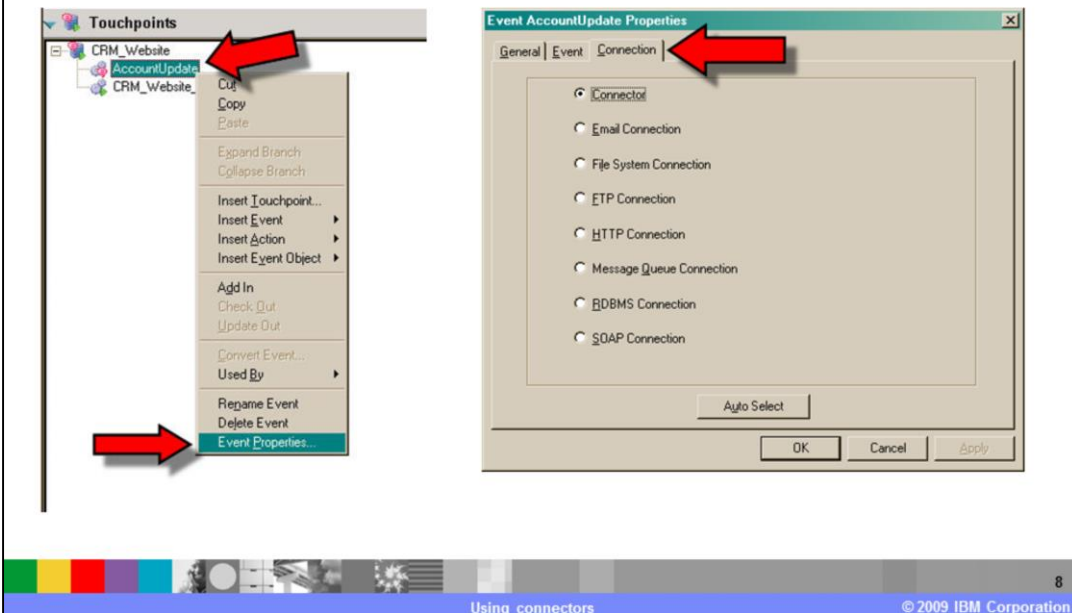 Touchpoints
CRM_Website
AccountUpdate
CRM_Website_
Cut
Copy
Paste
Expand Branch
Collapse Branch
Insert Touchpoint...
Insert Event
Insert Action
Insert Event Object
Add In
Check Out
Update Out
Convert Event...
Used By
Rename Event
Delete Event
Event Properties...
Event AccountUpdate Properties
General Event Connection
Connector
Email Connection
File System Connection
FTP Connection
HTTP Connection
Message Queue Connection
RDBMS Connection
SOAP Connection
Auto Select
OK Cancel Apply
8
Using connectors © 2009 IBM Corporation